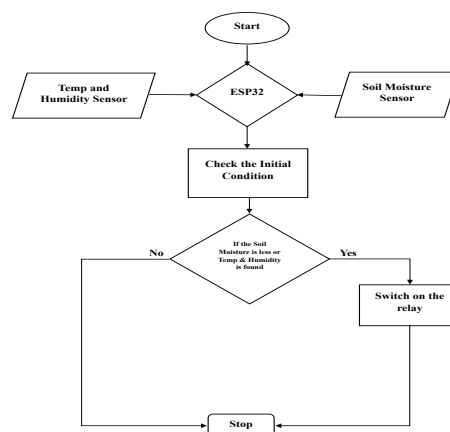 Start
Temp and
Humidity Sensor
ESP32
Soil Moisture
Sensor
Check the Initial
Condition
If the Soil
Moisture is less or
Temp & Humidity
is found
No
Yes
Switch on the
relay
Stop